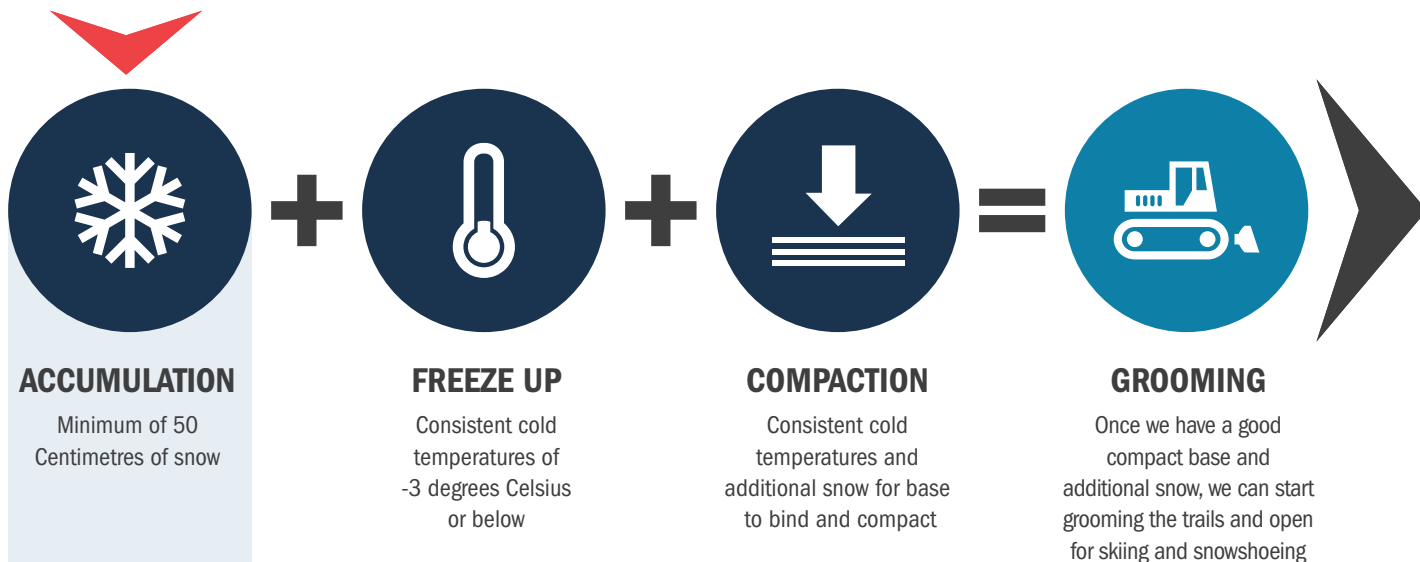 ACCUMULATION
Minimum of 50
Centimetres of snow
FREEZE UP
Consistent cold
temperatures of
-3 degrees Celsius
or below
COMPACTION
Consistent cold
temperatures and
additional snow for base
to bind and compact
GROOMING
Once we have a good
compact base and
additional snow, we can start
grooming the trails and open
for skiing and snowshoeing